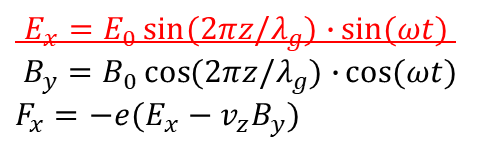 E_x = E_0 sin(2πz/λ_g) · sin(ωt)
B_y = B_0 cos(2πz/λ_g) · cos(ωt)
F_x = −e(E_x − v_z B_y)